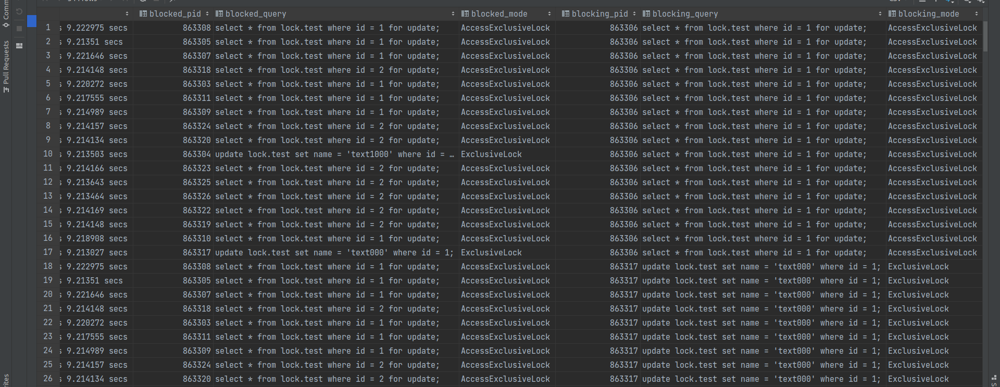 Pull Requests
blocked_pid blocked_query blocked_mode blocking_pid blocking_query blocking_mode
1 s 9.222975 secs 863308 select * from lock.test where id = 1 for update; AccessExclusiveLock 863306 select * from lock.test where id = 1 for update; AccessExclusiveLock
2 s 9.21351 secs 863305 select * from lock.test where id = 1 for update; AccessExclusiveLock 863306 select * from lock.test where id = 1 for update; AccessExclusiveLock
3 s 9.221646 secs 863307 select * from lock.test where id = 1 for update; AccessExclusiveLock 863306 select * from lock.test where id = 1 for update; AccessExclusiveLock
4 s 9.214148 secs 863318 select * from lock.test where id = 2 for update; AccessExclusiveLock 863306 select * from lock.test where id = 1 for update; AccessExclusiveLock
5 s 9.220272 secs 863303 select * from lock.test where id = 1 for update; AccessExclusiveLock 863306 select * from lock.test where id = 1 for update; AccessExclusiveLock
6 s 9.217555 secs 863311 select * from lock.test where id = 1 for update; AccessExclusiveLock 863306 select * from lock.test where id = 1 for update; AccessExclusiveLock
7 s 9.214989 secs 863309 select * from lock.test where id = 1 for update; AccessExclusiveLock 863306 select * from lock.test where id = 1 for update; AccessExclusiveLock
8 s 9.214157 secs 863324 select * from lock.test where id = 2 for update; AccessExclusiveLock 863306 select * from lock.test where id = 1 for update; AccessExclusiveLock
9 s 9.214134 secs 863320 select * from lock.test where id = 2 for update; AccessExclusiveLock 863306 select * from lock.test where id = 1 for update; AccessExclusiveLock
10 s 9.213503 secs 863304 update lock.test set name = 'text1000' where id = … ExclusiveLock 863306 select * from lock.test where id = 1 for update; AccessExclusiveLock
11 s 9.214166 secs 863323 select * from lock.test where id = 2 for update; AccessExclusiveLock 863306 select * from lock.test where id = 1 for update; AccessExclusiveLock
12 s 9.213643 secs 863325 select * from lock.test where id = 2 for update; AccessExclusiveLock 863306 select * from lock.test where id = 1 for update; AccessExclusiveLock
13 s 9.213464 secs 863326 select * from lock.test where id = 2 for update; AccessExclusiveLock 863306 select * from lock.test where id = 1 for update; AccessExclusiveLock
14 s 9.214169 secs 863322 select * from lock.test where id = 2 for update; AccessExclusiveLock 863306 select * from lock.test where id = 1 for update; AccessExclusiveLock
15 s 9.214148 secs 863319 select * from lock.test where id = 2 for update; AccessExclusiveLock 863306 select * from lock.test where id = 1 for update; AccessExclusiveLock
16 s 9.218908 secs 863310 select * from lock.test where id = 1 for update; AccessExclusiveLock 863306 select * from lock.test where id = 1 for update; AccessExclusiveLock
17 s 9.213027 secs 863317 update lock.test set name = 'text000' where id = 1; ExclusiveLock 863306 select * from lock.test where id = 1 for update; AccessExclusiveLock
18 s 9.222975 secs 863308 select * from lock.test where id = 1 for update; AccessExclusiveLock 863317 update lock.test set name = 'text000' where id = 1; ExclusiveLock
19 s 9.21351 secs 863305 select * from lock.test where id = 1 for update; AccessExclusiveLock 863317 update lock.test set name = 'text000' where id = 1; ExclusiveLock
20 s 9.221646 secs 863307 select * from lock.test where id = 1 for update; AccessExclusiveLock 863317 update lock.test set name = 'text000' where id = 1; ExclusiveLock
21 s 9.214148 secs 863318 select * from lock.test where id = 2 for update; AccessExclusiveLock 863317 update lock.test set name = 'text000' where id = 1; ExclusiveLock
22 s 9.220272 secs 863303 select * from lock.test where id = 1 for update; AccessExclusiveLock 863317 update lock.test set name = 'text000' where id = 1; ExclusiveLock
23 s 9.217555 secs 863311 select * from lock.test where id = 1 for update; AccessExclusiveLock 863317 update lock.test set name = 'text000' where id = 1; ExclusiveLock
24 s 9.214989 secs 863309 select * from lock.test where id = 1 for update; AccessExclusiveLock 863317 update lock.test set name = 'text000' where id = 1; ExclusiveLock
25 s 9.214157 secs 863324 select * from lock.test where id = 2 for update; AccessExclusiveLock 863317 update lock.test set name = 'text000' where id = 1; ExclusiveLock
26 s 9.214134 secs 863320 select * from lock.test where id = 2 for update; AccessExclusiveLock 863317 update lock.test set name = 'text000' where id = 1; ExclusiveLock